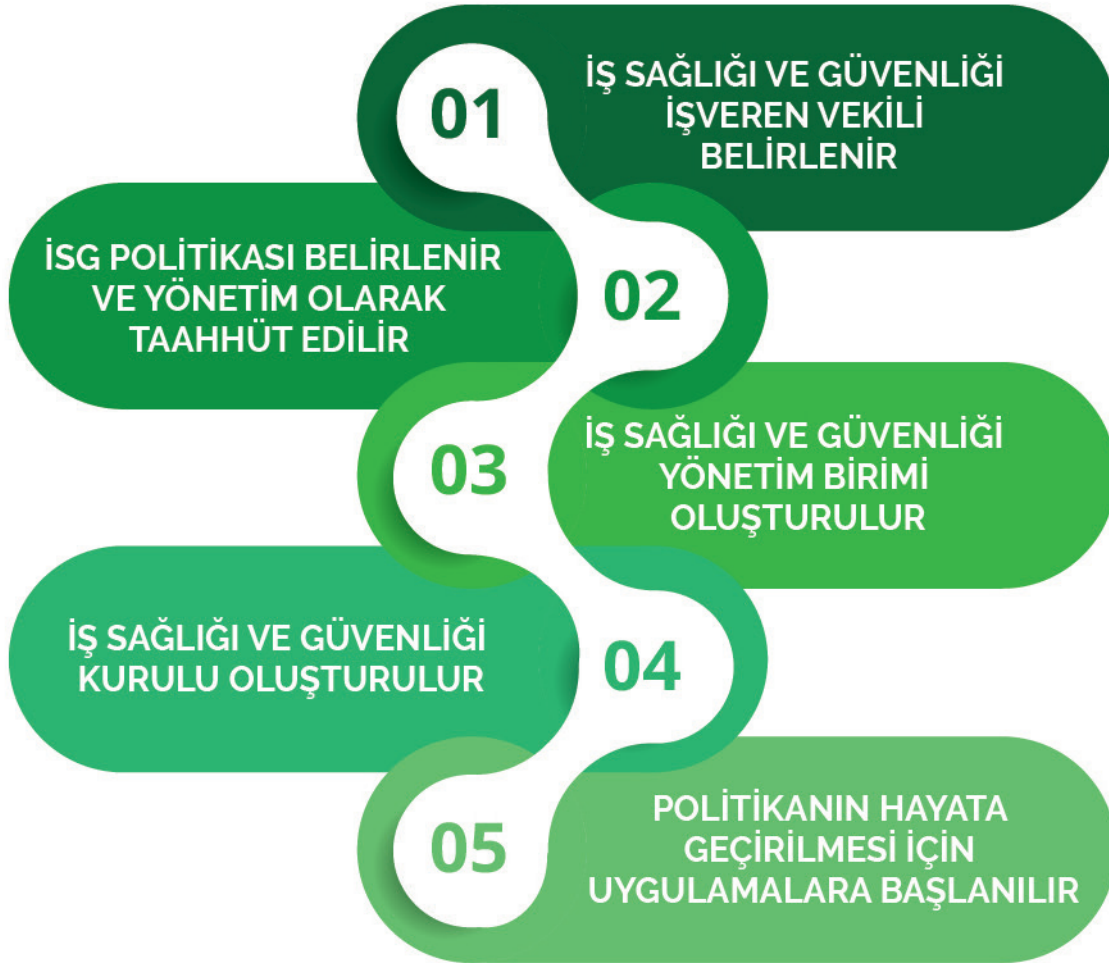 01
İŞ SAĞLIĞI VE GÜVENLİĞİ
İŞVEREN VEKİLİ
BELİRLENİR
İSG POLİTİKASI BELİRLENİR
VE YÖNETİM OLARAK
TAAHHÜT EDİLİR
02
03
İŞ SAĞLIĞI VE GÜVENLİĞİ
YÖNETİM BİRİMİ
OLUŞTURULUR
İŞ SAĞLIĞI VE GÜVENLİĞİ
KURULU OLUŞTURULUR
04
05
POLİTİKANIN HAYATA
GEÇİRİLMESİ İÇİN
UYGULAMALARA BAŞLANILIR